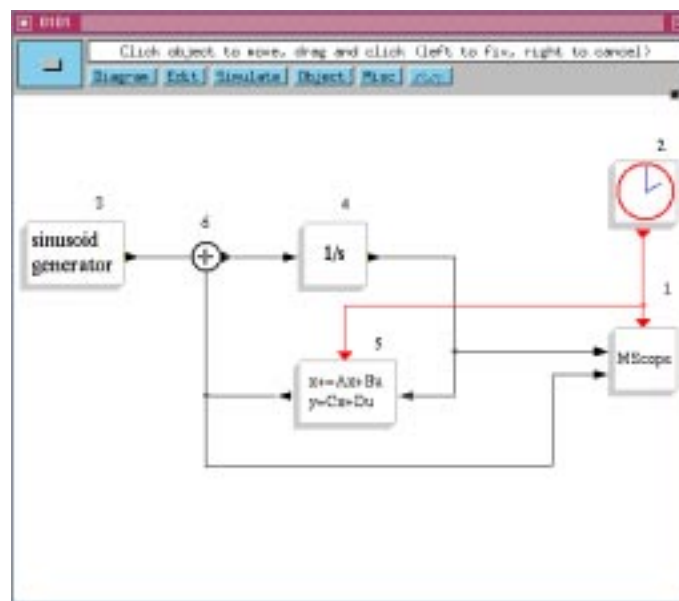 Click object to move, drag and click (left to fix, right to cancel)
Diagram Edit Simulate Object Misc
2
3
6
4
sinusoid
generator
1/s
1
5
MScope
x+=Ax+Bu
y=Cx+Du